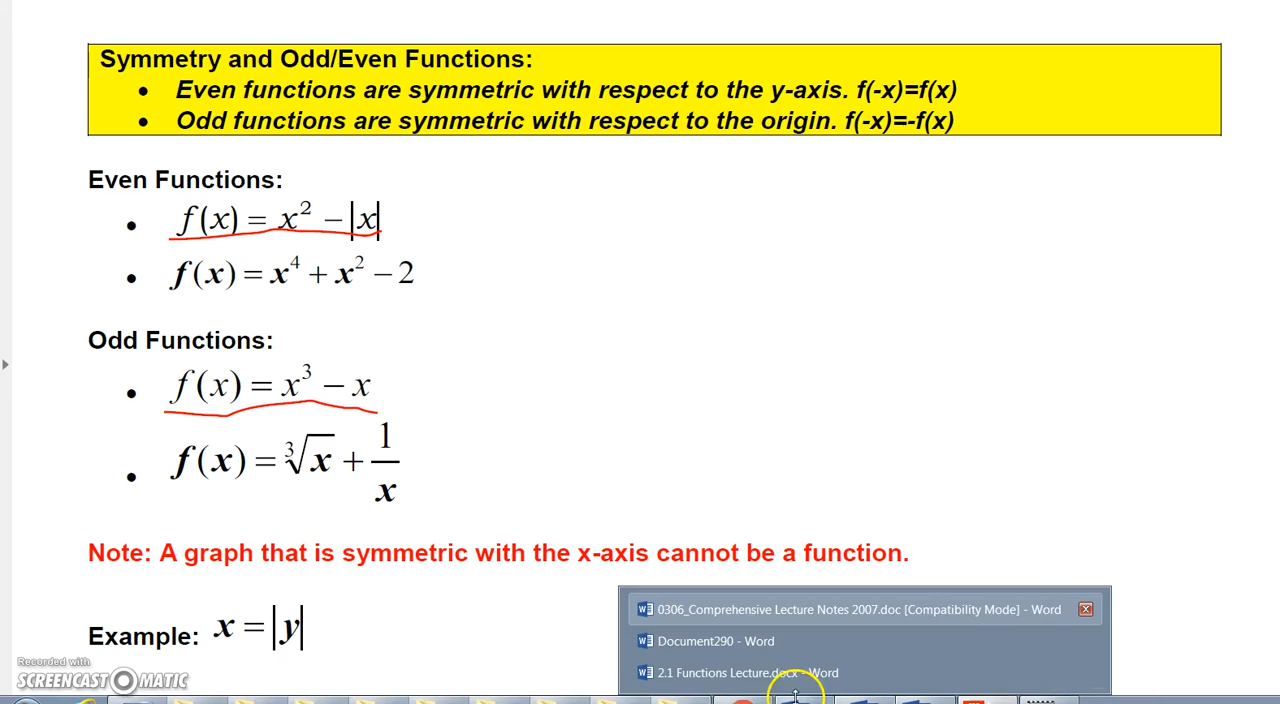 Symmetry and Odd/Even Functions:
• Even functions are symmetric with respect to the y-axis. f(-x)=f(x)
• Odd functions are symmetric with respect to the origin. f(-x)=-f(x)
Even Functions:
• f(x) = x² − |x|
• f(x) = x⁴ + x² − 2
Odd Functions:
• f(x) = x³ − x
• f(x) = ∛x + 1/x
Note: A graph that is symmetric with the x-axis cannot be a function.
Example: x = |y|
0306_Comprehensive Lecture Notes 2007.doc [Compatibility Mode] - Word
Document290 - Word
2.1 Functions Lecture.docx - Word
Recorded with
SCREENCAST MATIC